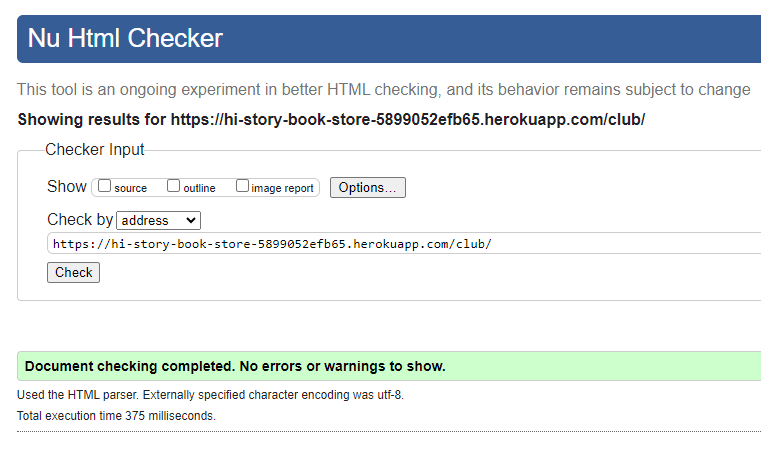 Nu Html Checker
This tool is an ongoing experiment in better HTML checking, and its behavior remains subject to change
Showing results for https://hi-story-book-store-5899052efb65.herokuapp.com/club/
Checker Input
Show source outline image report Options...
Check by address
https://hi-story-book-store-5899052efb65.herokuapp.com/club/
Check
Document checking completed. No errors or warnings to show.
Used the HTML parser. Externally specified character encoding was utf-8.
Total execution time 375 milliseconds.